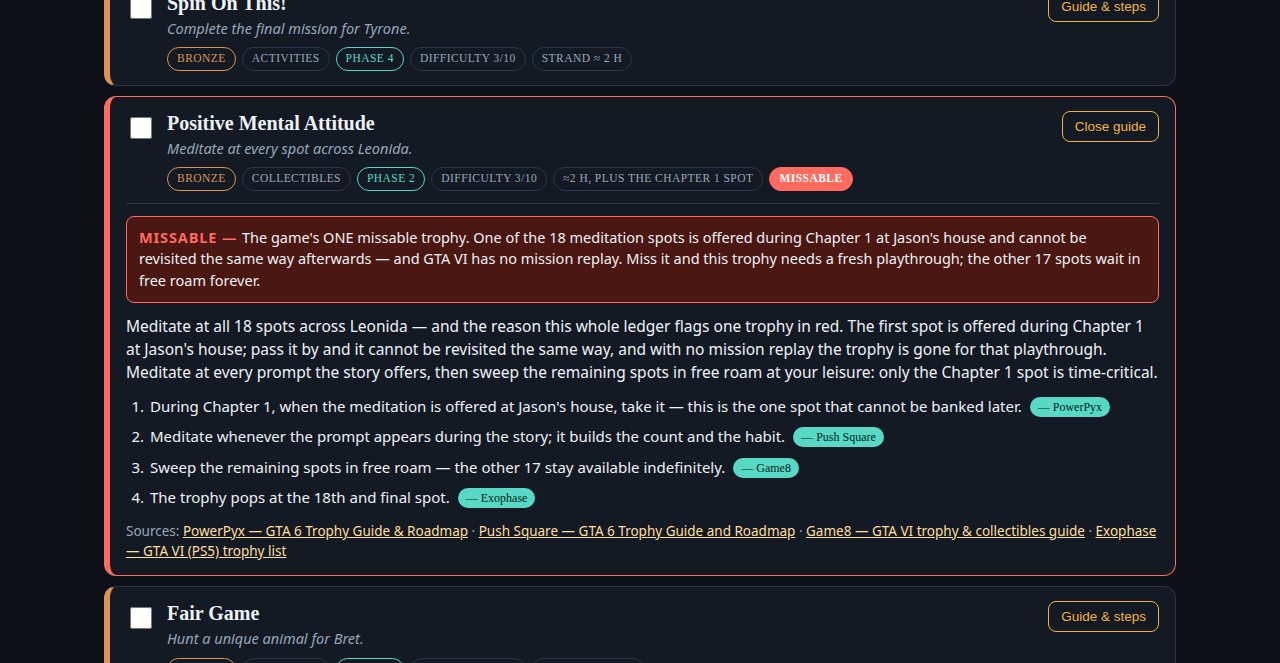 Spin On This!
Guide & steps
Complete the final mission for Tyrone.
BRONZE ACTIVITIES PHASE 4 DIFFICULTY 3/10 STRAND ≈ 2 H
Positive Mental Attitude
Close guide
Meditate at every spot across Leonida.
BRONZE COLLECTIBLES PHASE 2 DIFFICULTY 3/10 ≈2 H, PLUS THE CHAPTER 1 SPOT MISSABLE
MISSABLE — The game's ONE missable trophy. One of the 18 meditation spots is offered during Chapter 1 at Jason's house and cannot be
revisited the same way afterwards — and GTA VI has no mission replay. Miss it and this trophy needs a fresh playthrough; the other 17 spots wait in
free roam forever.
Meditate at all 18 spots across Leonida — and the reason this whole ledger flags one trophy in red. The first spot is offered during Chapter 1
at Jason's house; pass it by and it cannot be revisited the same way, and with no mission replay the trophy is gone for that playthrough.
Meditate at every prompt the story offers, then sweep the remaining spots in free roam at your leisure: only the Chapter 1 spot is time-critical.
1. During Chapter 1, when the meditation is offered at Jason's house, take it — this is the one spot that cannot be banked later. — PowerPyx
2. Meditate whenever the prompt appears during the story; it builds the count and the habit. — Push Square
3. Sweep the remaining spots in free roam — the other 17 stay available indefinitely. — Game8
4. The trophy pops at the 18th and final spot. — Exophase
Sources: PowerPyx — GTA 6 Trophy Guide & Roadmap · Push Square — GTA 6 Trophy Guide and Roadmap · Game8 — GTA VI trophy & collectibles guide · Exophase
— GTA VI (PS5) trophy list
Fair Game
Guide & steps
Hunt a unique animal for Bret.